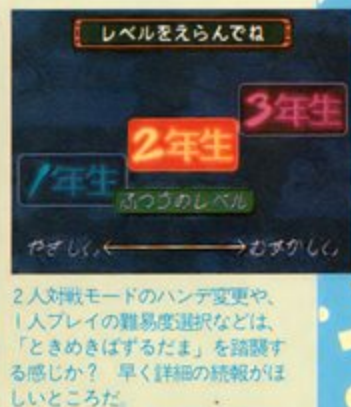 レベルをえらんでね
3年生
2年生
1年生
ふつうのレベル
やさしい←→むずかしい
2人対戦モードのハンデ変更や、
1人プレイの難易度選択などは、
「ときめきぱずるだま」を踏襲す
る感じか？ 早く詳細の続報がほ
しいところだ。